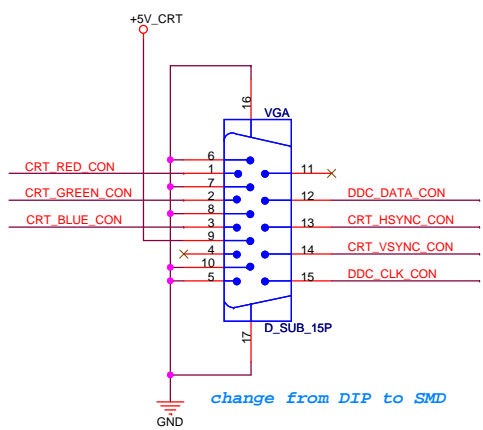 +5V_CRT
16
VGA
6
CRT_RED_CON
1
11
7
CRT_GREEN_CON
2
12
DDC_DATA_CON
8
CRT_BLUE_CON
3
13
CRT_HSYNC_CON
9
4
14
CRT_VSYNC_CON
10
5
15
DDC_CLK_CON
17
D_SUB_15P
change from DIP to SMD
GND